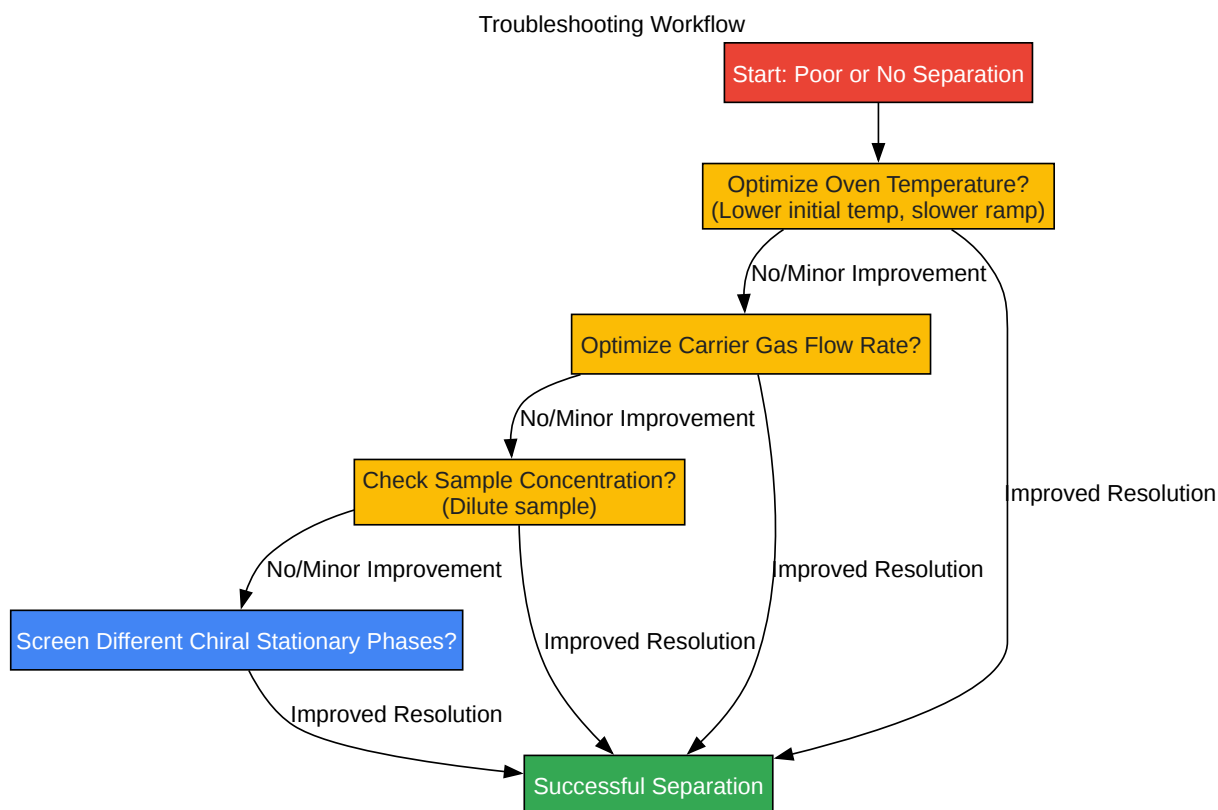 Troubleshooting Workflow
Start: Poor or No Separation
Optimize Oven Temperature?
(Lower initial temp, slower ramp)
No/Minor Improvement
Optimize Carrier Gas Flow Rate?
No/Minor Improvement
Check Sample Concentration?
(Dilute sample)
Improved Resolution
No/Minor Improvement
Improved Resolution
Screen Different Chiral Stationary Phases?
Improved Resolution
Improved Resolution
Successful Separation